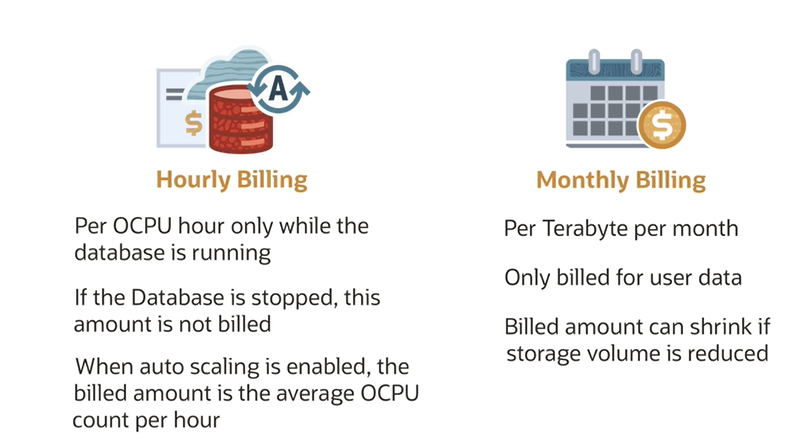 $
A
$
Hourly Billing
Per OCPU hour only while the
database is running
If the Database is stopped, this
amount is not billed
When auto scaling is enabled, the
billed amount is the average OCPU
count per hour
Monthly Billing
Per Terabyte per month
Only billed for user data
Billed amount can shrink if
storage volume is reduced